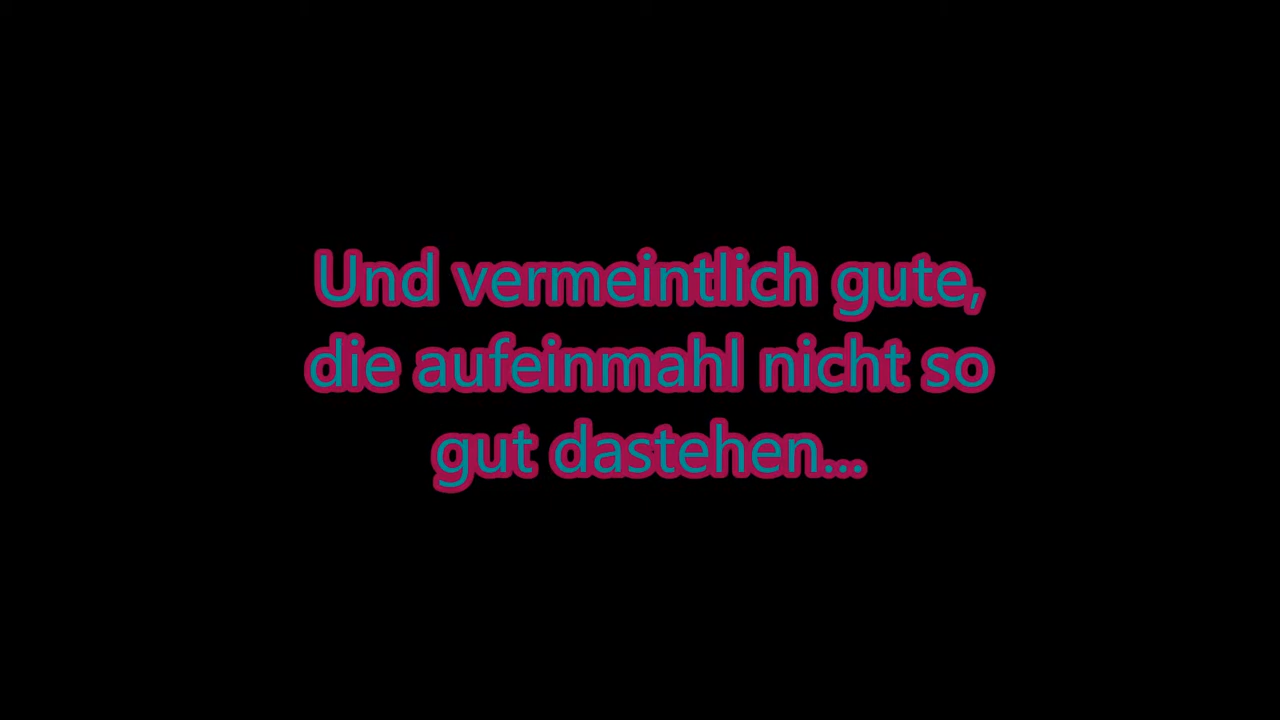 Und vermeintlich gute,
die aufeinmahl nicht so
gut dastehen...